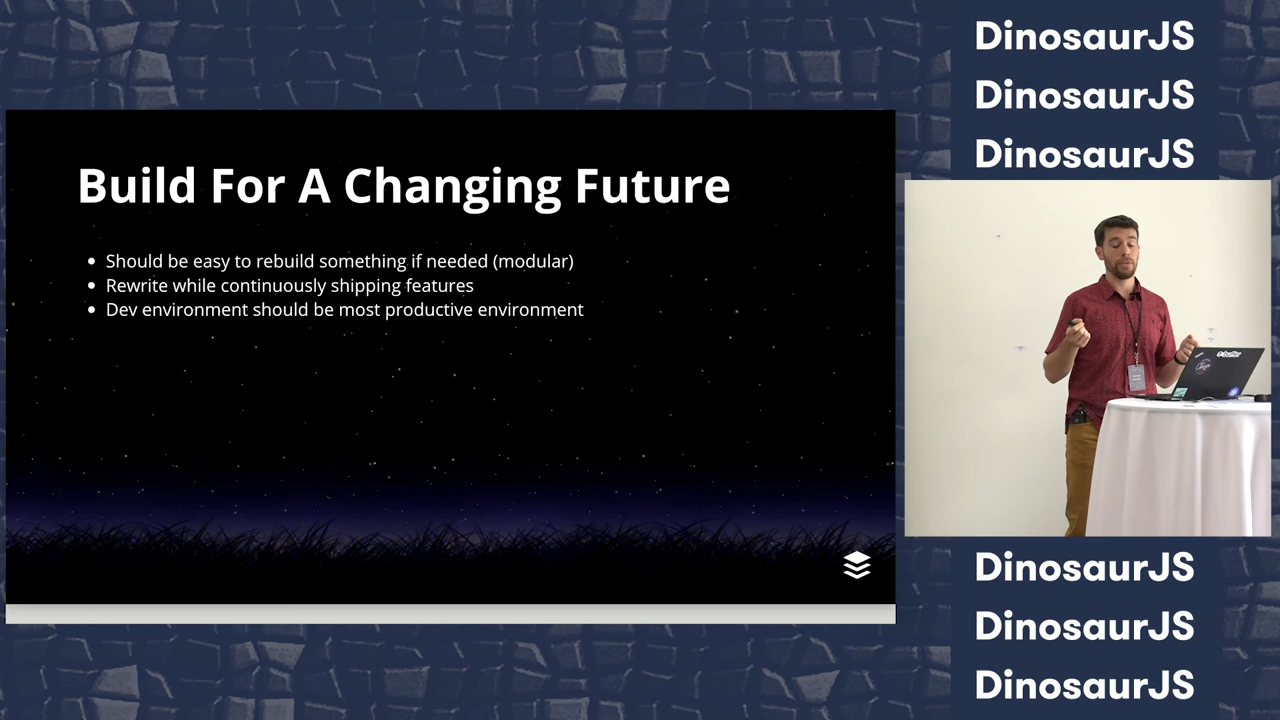 Build For A Changing Future
Should be easy to rebuild something if needed (modular)
Rewrite while continuously shipping features
Dev environment should be most productive environment
DinosaurJS
DinosaurJS
DinosaurJS
DinosaurJS
DinosaurJS
DinosaurJS